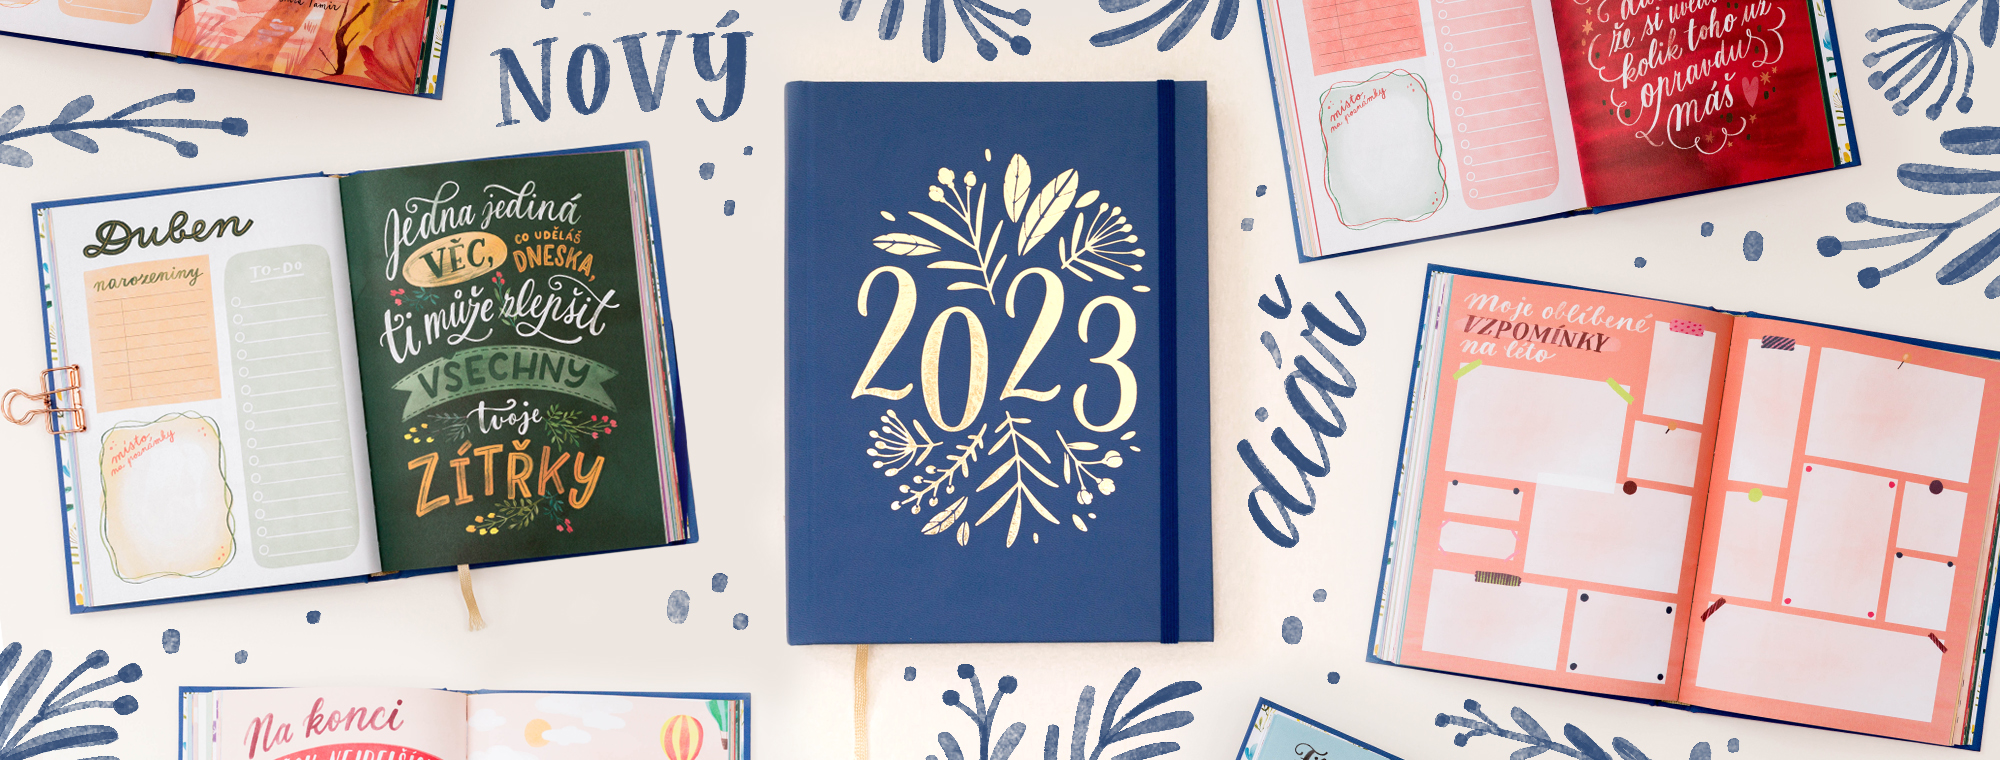 Tamir
NOVÝ
že si uvědo
kolik toho už
opravdu
máš
místo
na poznámky
Duben
narozeniny
TO-DO
místo
na poznámky
Jedna jediná
VĚC,
CO UDĚLÁŠ
DNESKA,
ti může zlepšit
VŠECHNY
tvoje
ZÍTŘKY
2023
diář
Moje oblíbené
VZPOMÍNKY
na léto
Na konci